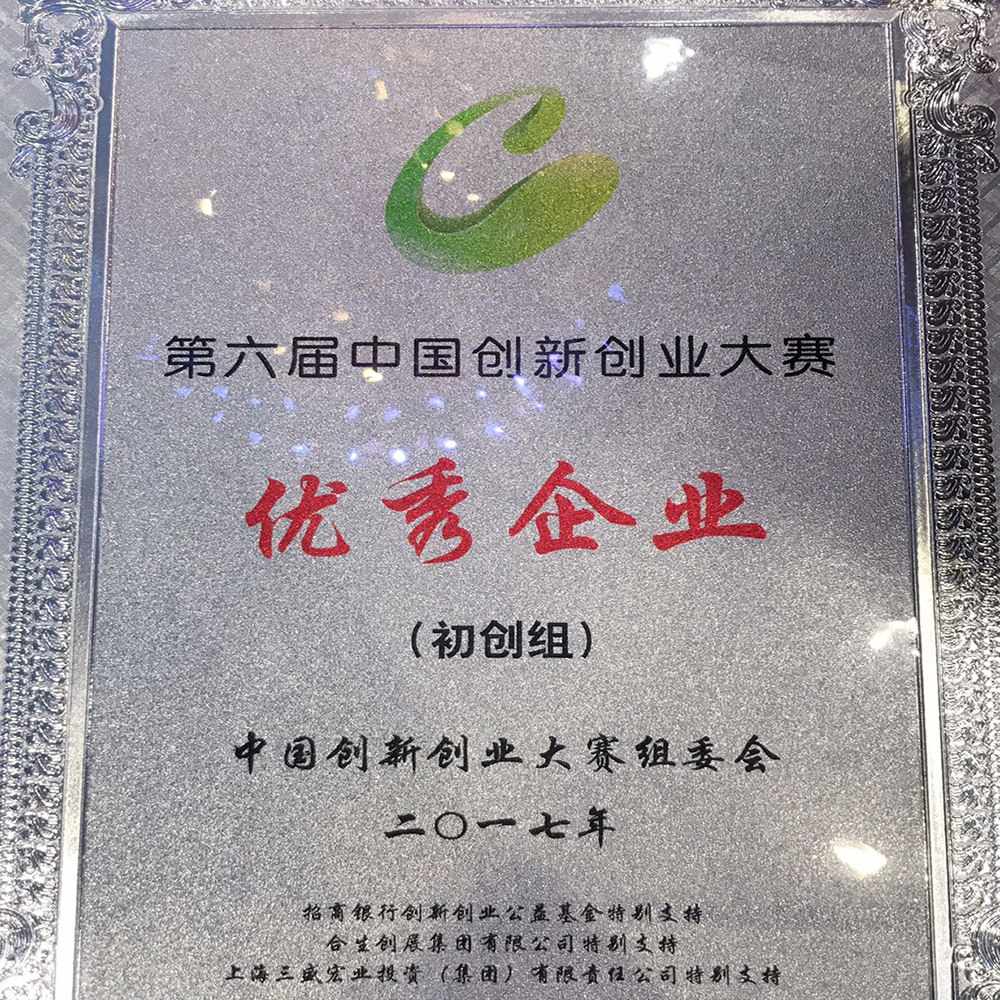 第六届中国创新创业大赛
优秀企业
（初创组）
中国创新创业大赛组委会
二〇一七年
招商银行创新创业公益基金特别支持
合生创展集团有限公司特别支持
上海三盛宏业投资（集团）有限责任公司特别支持